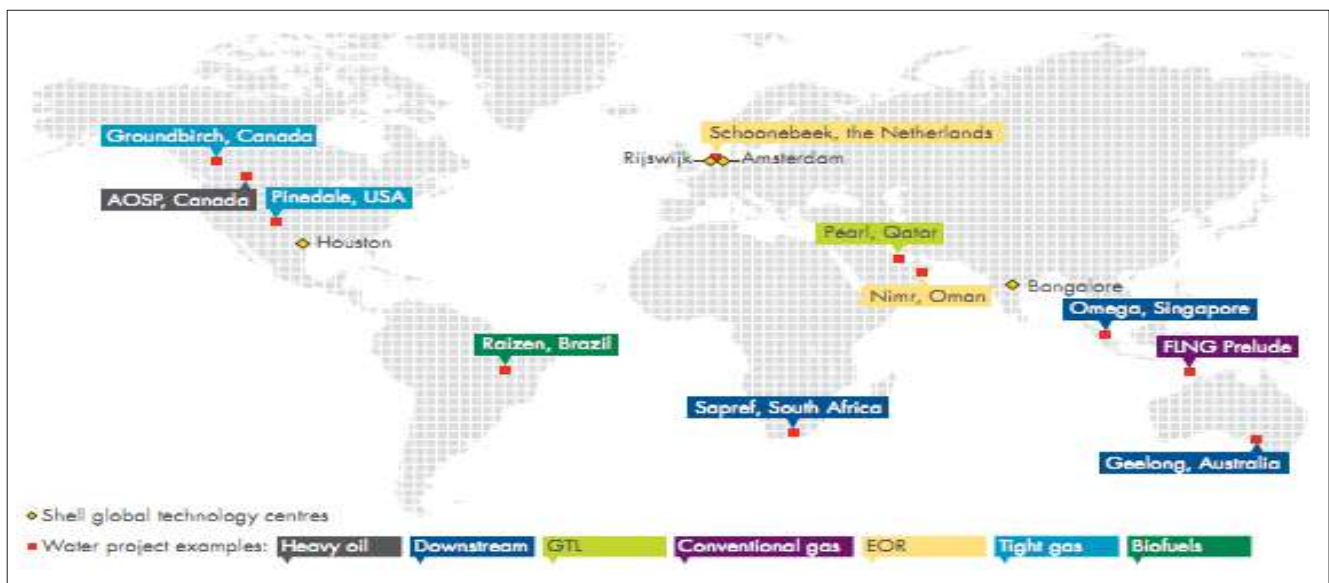 Groundbirch, Canada
Schoonebeek, the Netherlands
Rijswijk
Amsterdam
AOSP, Canada
Pinedale, USA
Houston
Pearl, Qatar
Nimr, Oman
Bangalore
Omega, Singapore
Raizen, Brazil
FLNG Prelude
Sapref, South Africa
Geelong, Australia
Shell global technology centres
Water project examples: Heavy oil Downstream GTL Conventional gas EOR Tight gas Biofuels